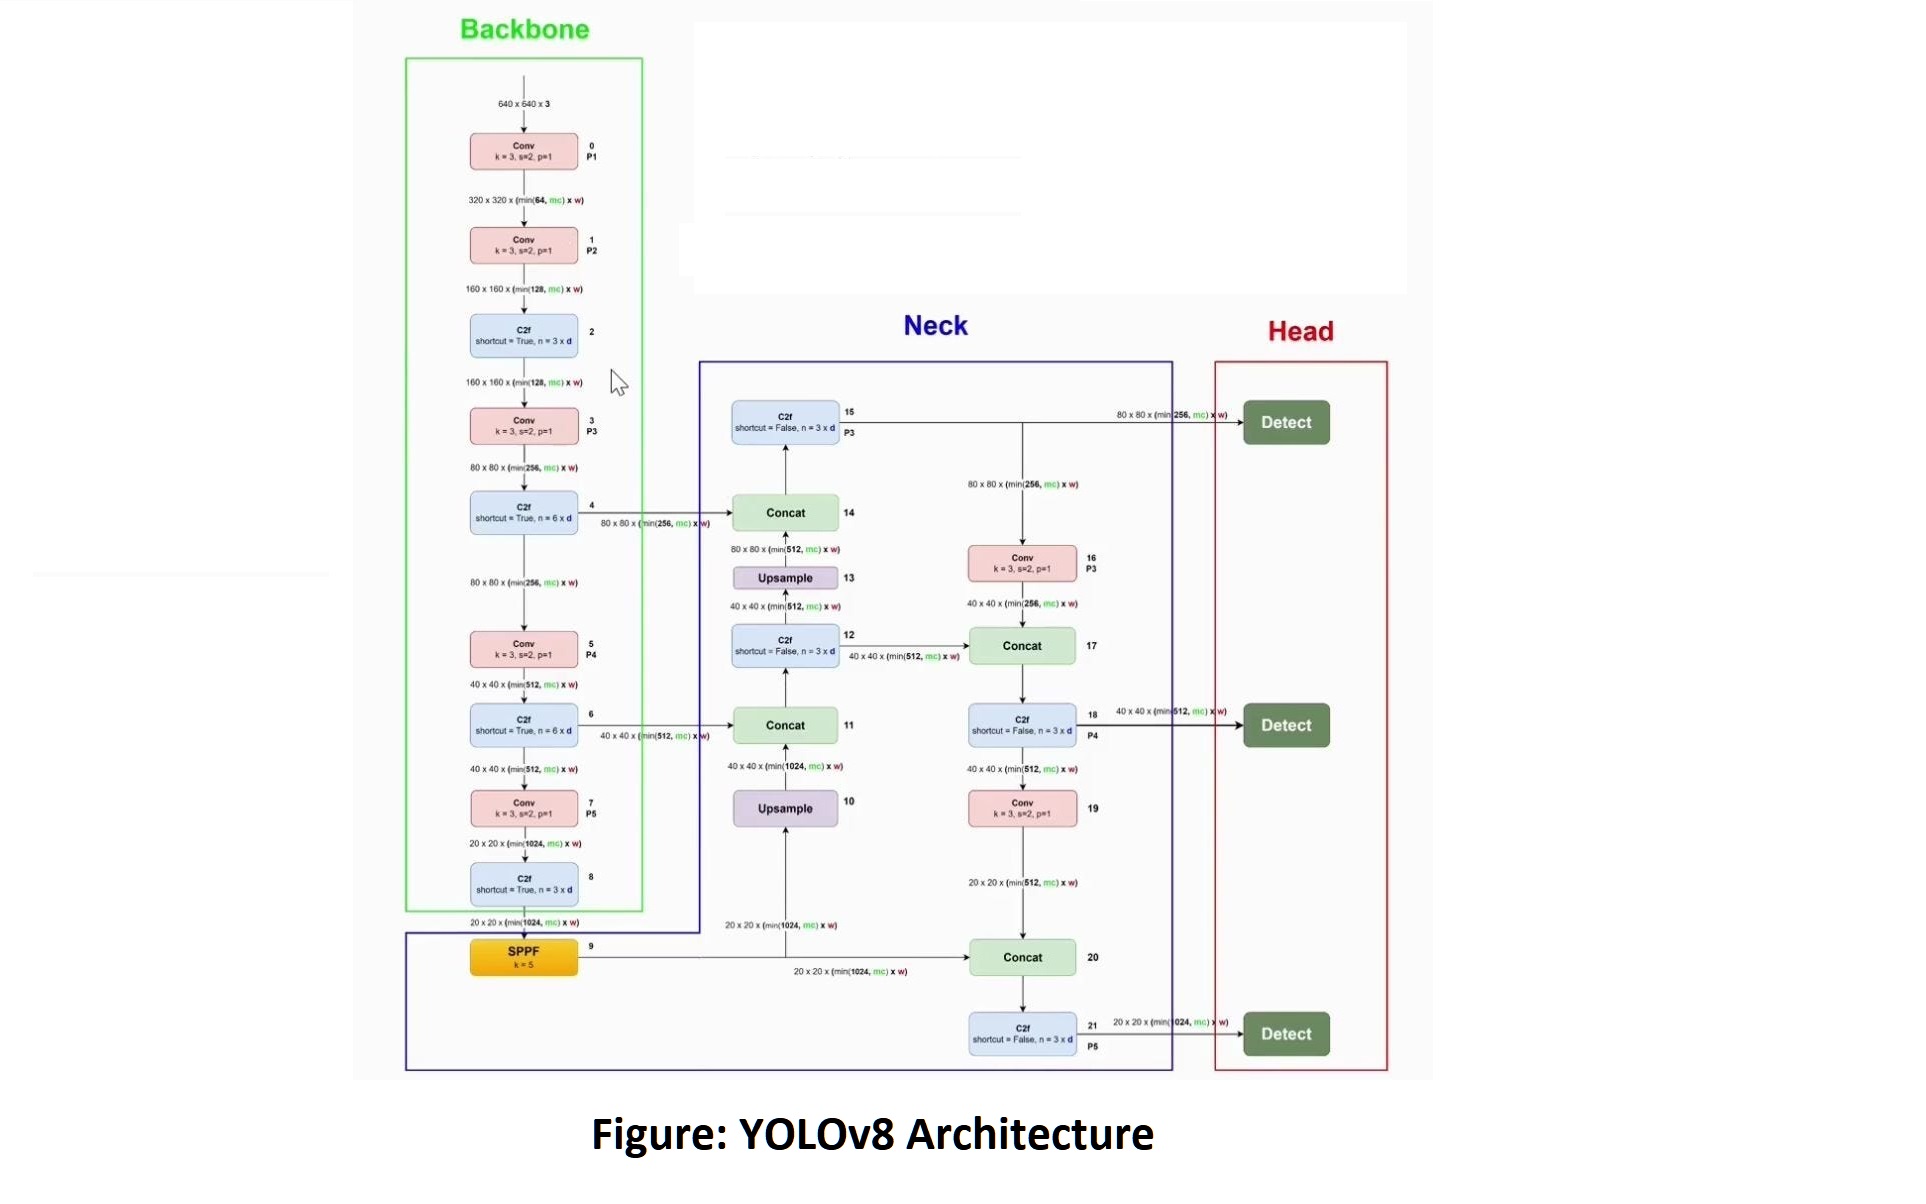 Backbone
640 x 640 x 3
Conv
k = 3, s=2, p=1
0
P1
320 x 320 x (min(64, mc) x w)
Conv
k = 3, s=2, p=1
1
P2
160 x 160 x (min(128, mc) x w)
C2f
shortcut = True, n = 3 x d
2
160 x 160 x (min(128, mc) x w)
Conv
k = 3, s=2, p=1
3
P3
80 x 80 x (min(256, mc) x w)
C2f
shortcut = True, n = 6 x d
4
80 x 80 x (min(256, mc) x w)
80 x 80 x (min(256, mc) x w)
Conv
k = 3, s=2, p=1
5
P4
40 x 40 x (min(512, mc) x w)
C2f
shortcut = True, n = 6 x d
6
40 x 40 x (min(512, mc) x w)
40 x 40 x (min(512, mc) x w)
Conv
k = 3, s=2, p=1
7
P5
20 x 20 x (min(1024, mc) x w)
C2f
shortcut = True, n = 3 x d
8
20 x 20 x (min(1024, mc) x w)
Neck
SPPF
k = 5
9
20 x 20 x (min(1024, mc) x w)
20 x 20 x (min(1024, mc) x w)
Upsample
10
40 x 40 x (min(1024, mc) x w)
Concat
11
C2f
shortcut = False, n = 3 x d
12
40 x 40 x (min(512, mc) x w)
40 x 40 x (min(512, mc) x w)
Upsample
13
80 x 80 x (min(512, mc) x w)
Concat
14
C2f
shortcut = False, n = 3 x d
15
P3
80 x 80 x (min(256, mc) x w)
80 x 80 x (min(256, mc) x w)
Conv
k = 3, s=2, p=1
16
P3
40 x 40 x (min(256, mc) x w)
Concat
17
C2f
shortcut = False, n = 3 x d
18
P4
40 x 40 x (min(512, mc) x w)
40 x 40 x (min(512, mc) x w)
Conv
k = 3, s=2, p=1
19
20 x 20 x (min(512, mc) x w)
Concat
20
C2f
shortcut = False, n = 3 x d
21
P5
20 x 20 x (min(1024, mc) x w)
Head
Detect
Detect
Detect
Figure: YOLOv8 Architecture